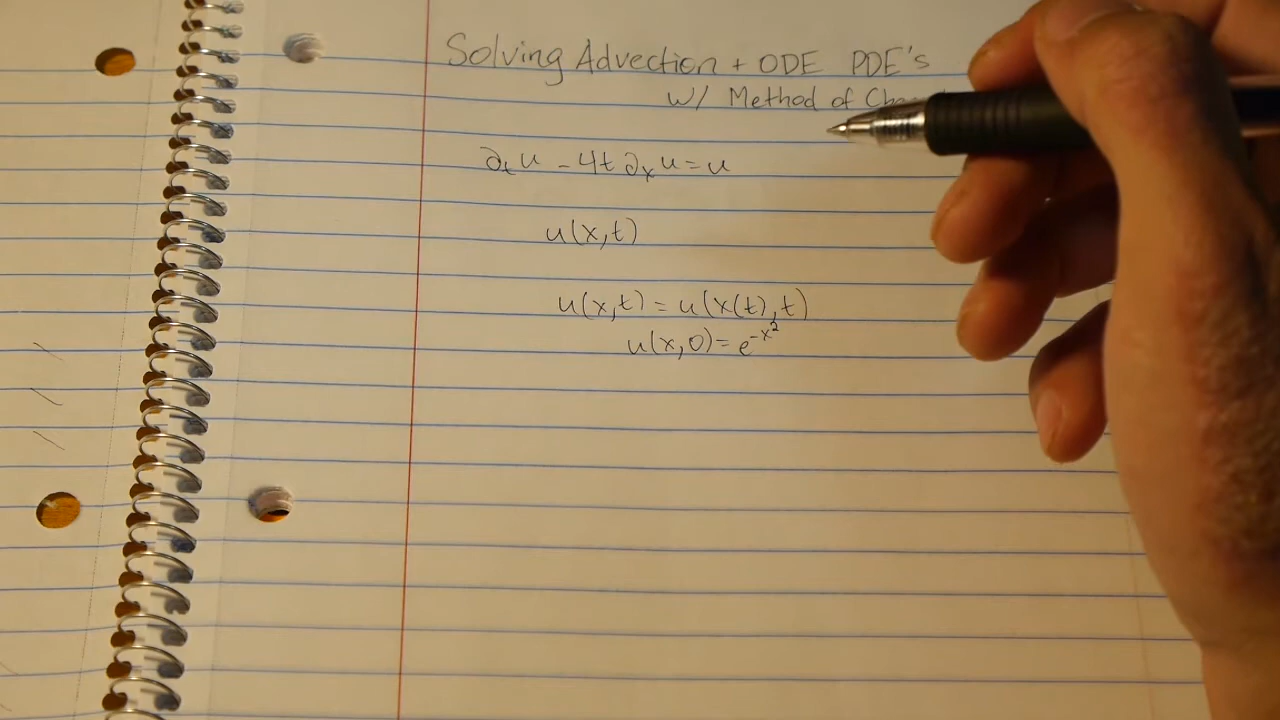 Solving Advection + ODE PDE's
w/ Method of
∂ₜu - 4t ∂ₓu = u
u(x,t)
u(x,t) = u(x(t),t)
u(x,0) = e^-x²